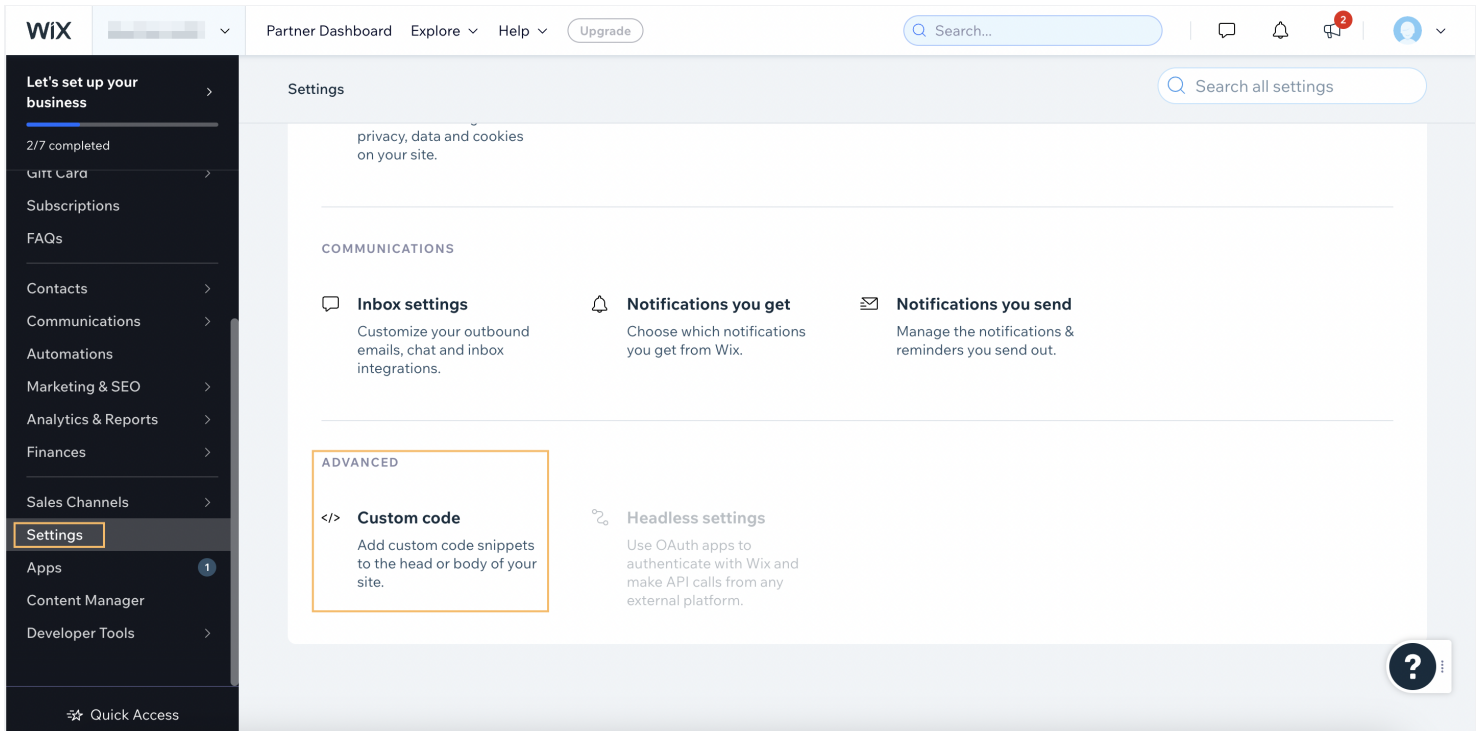 WiX
Partner Dashboard
Explore
Help
Upgrade
Search...
2
Let's set up your
business
2/7 completed
Gift Card
Subscriptions
FAQs
Contacts
Communications
Automations
Marketing & SEO
Analytics & Reports
Finances
Sales Channels
Settings
Apps
1
Content Manager
Developer Tools
Quick Access
Settings
Search all settings
privacy, data and cookies
on your site.
COMMUNICATIONS
Inbox settings
Customize your outbound
emails, chat and inbox
integrations.
Notifications you get
Choose which notifications
you get from Wix.
Notifications you send
Manage the notifications &
reminders you send out.
ADVANCED
</> Custom code
Add custom code snippets
to the head or body of your
site.
Headless settings
Use OAuth apps to
authenticate with Wix and
make API calls from any
external platform.
?